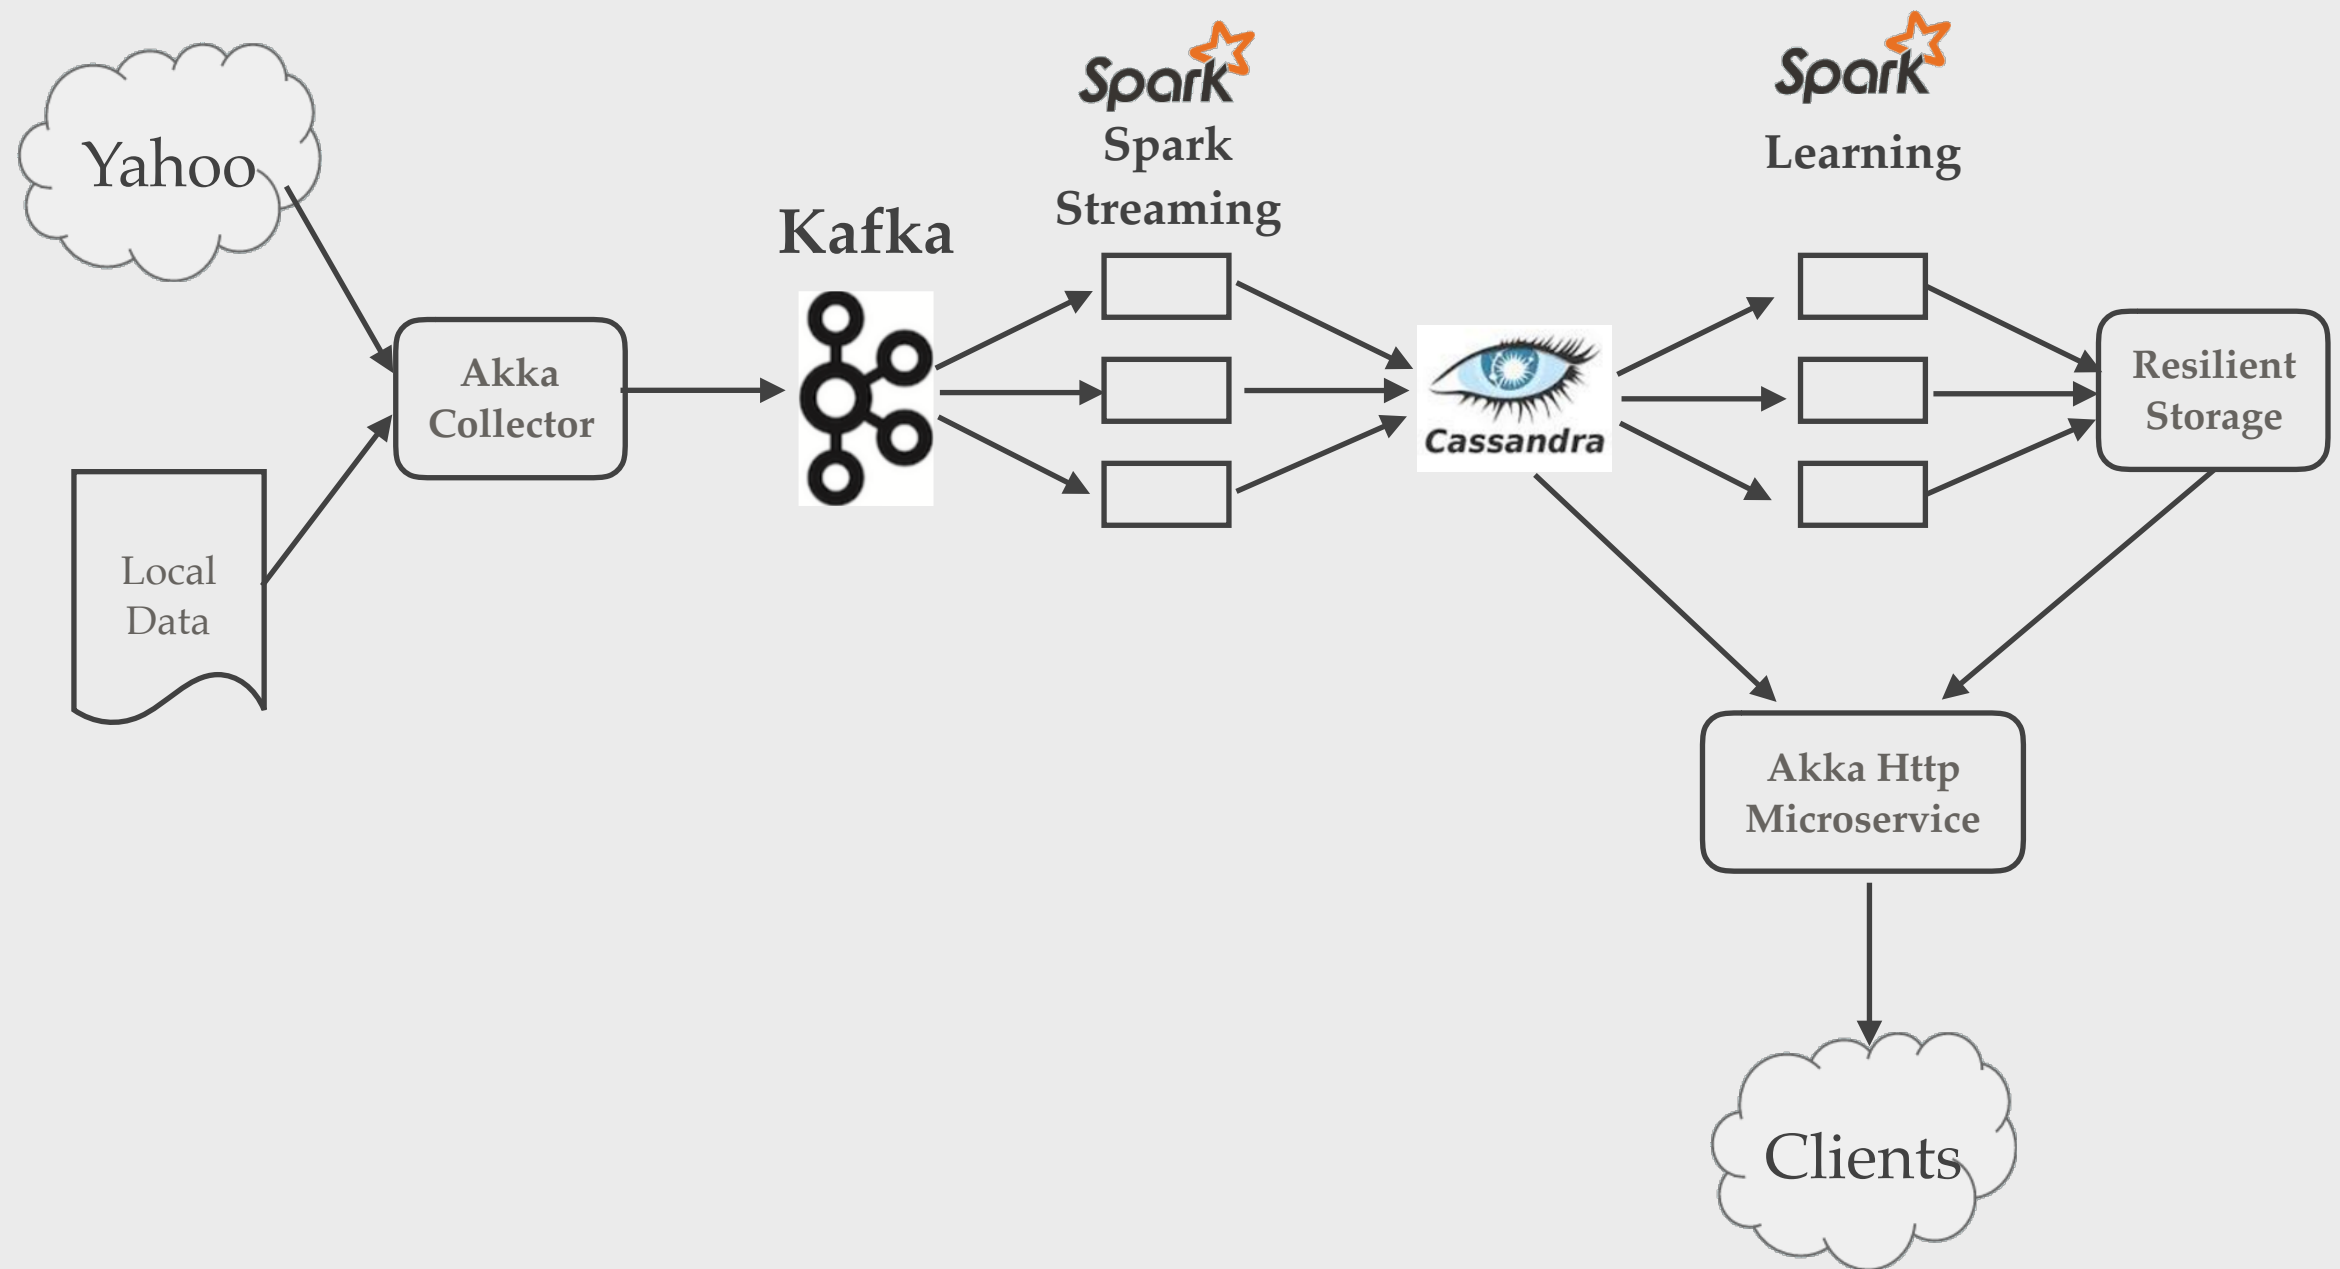 Yahoo
Local
Data
Akka
Collector
Kafka
Spark
Spark
Streaming
Cassandra
Spark
Learning
Resilient
Storage
Akka Http
Microservice
Clients